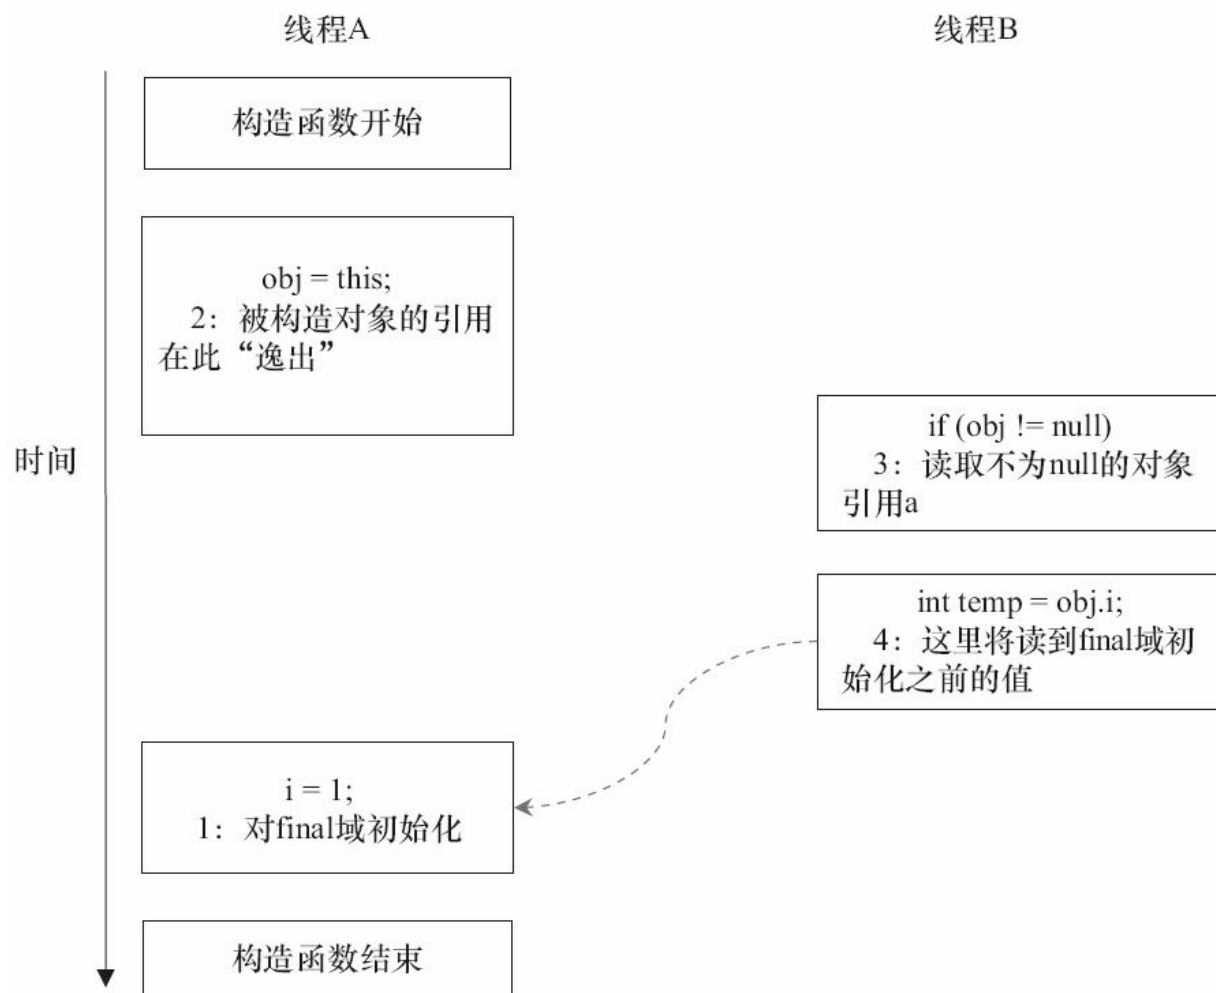 线程A
线程B
构造函数开始
obj = this;
2：被构造对象的引用
在此“逸出”
时间
if (obj != null)
3：读取不为null的对象
引用a
int temp = obj.i;
4：这里将读到final域初
始化之前的值
i = 1;
1：对final域初始化
构造函数结束